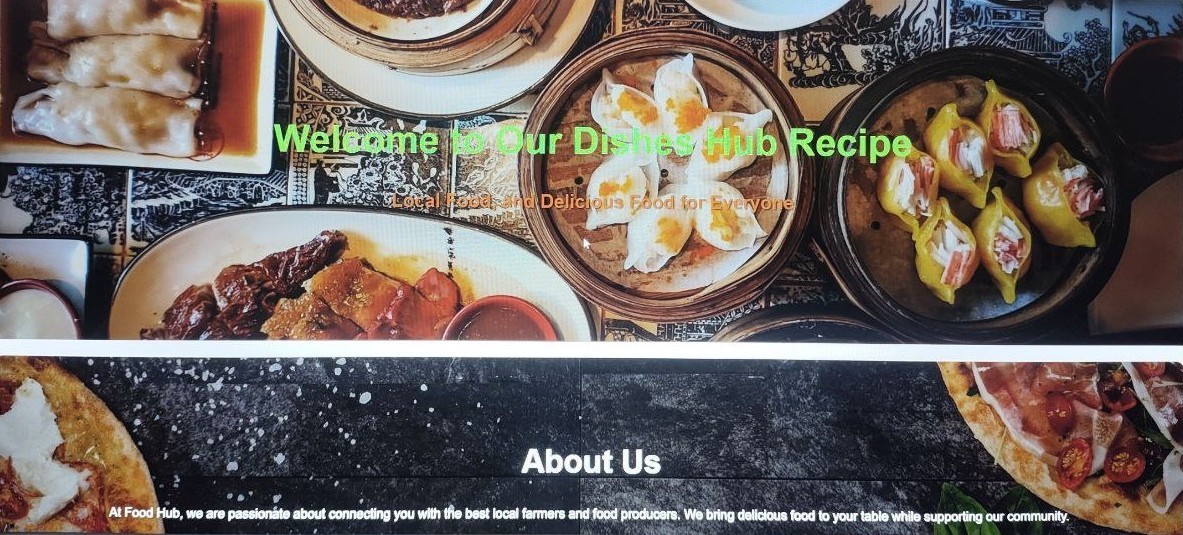 Welcome to Our Dishes Hub Recipe
Local Food, and Delicious Food for Everyone
About Us
At Food Hub, we are passionate about connecting you with the best local farmers and food producers. We bring delicious food to your table while supporting our community.